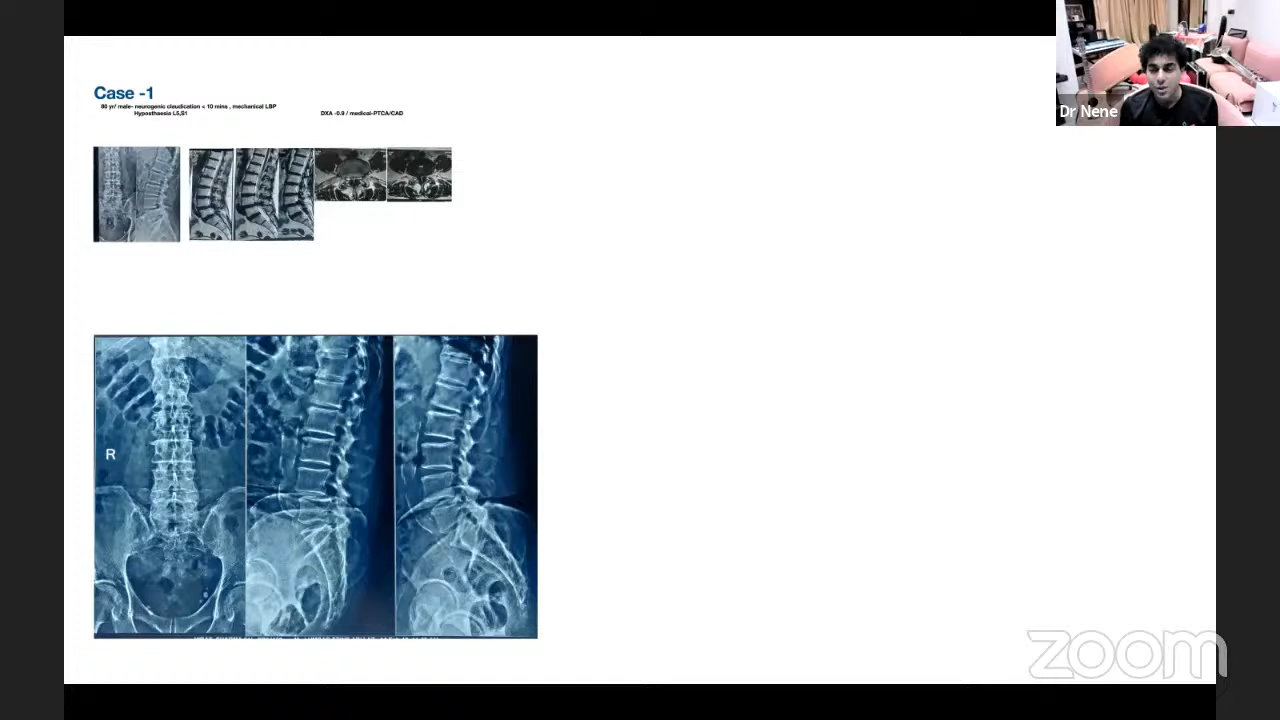 Dr Nene
Case -1
80 yr/ male- neurogenic claudication < 10 mins , mechanical LBP
Hyposthaesia L5,S1
DXA -0.9 / medical-PTCA/CAD
R
zoom